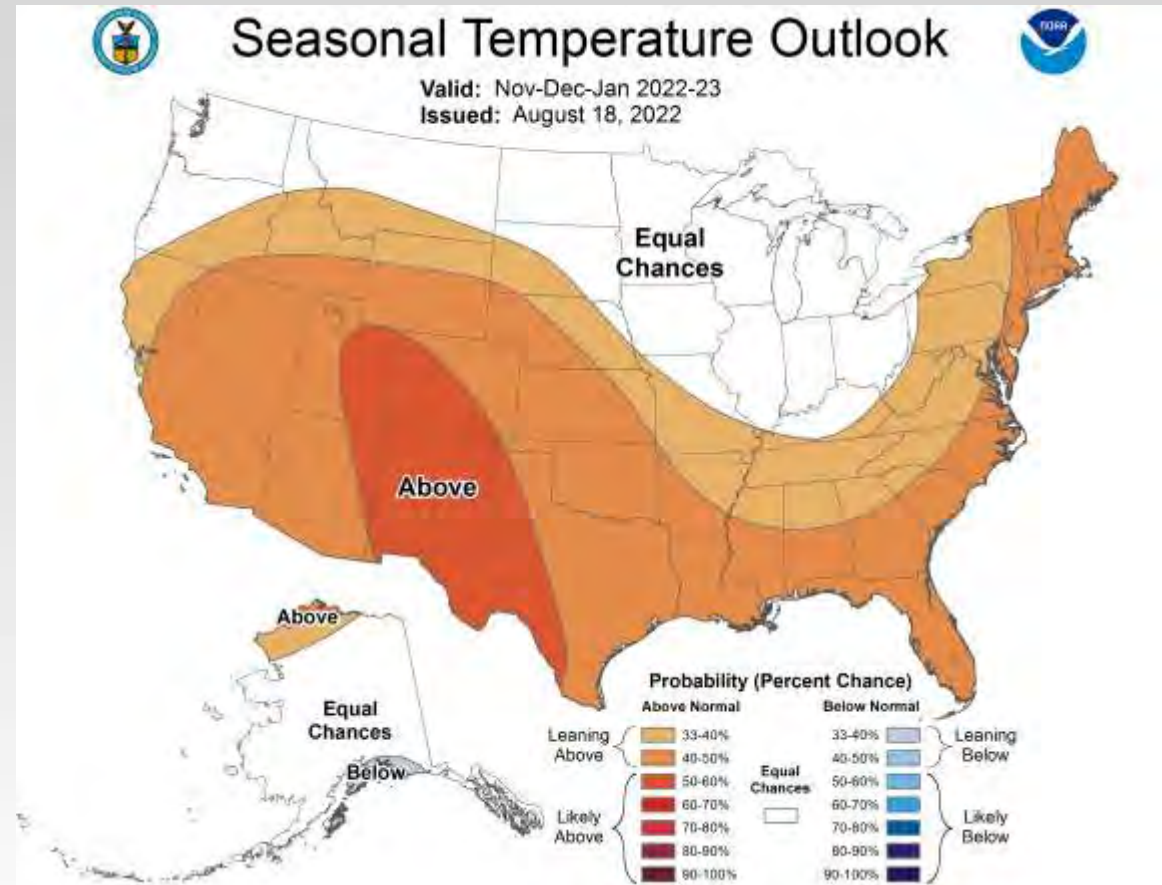 Seasonal Temperature Outlook
NOAA
Valid: Nov-Dec-Jan 2022-23
Issued: August 18, 2022
Equal
Chances
Above
Above
Equal
Chances
Below
Probability (Percent Chance)
Above Normal Below Normal
Leaning
Above
33-40%
40-50%
Likely
Above
50-60%
60-70%
70-80%
80-90%
90-100%
Equal
Chances
33-40%
40-50%
Leaning
Below
50-60%
60-70%
70-80%
80-90%
90-100%
Likely
Below